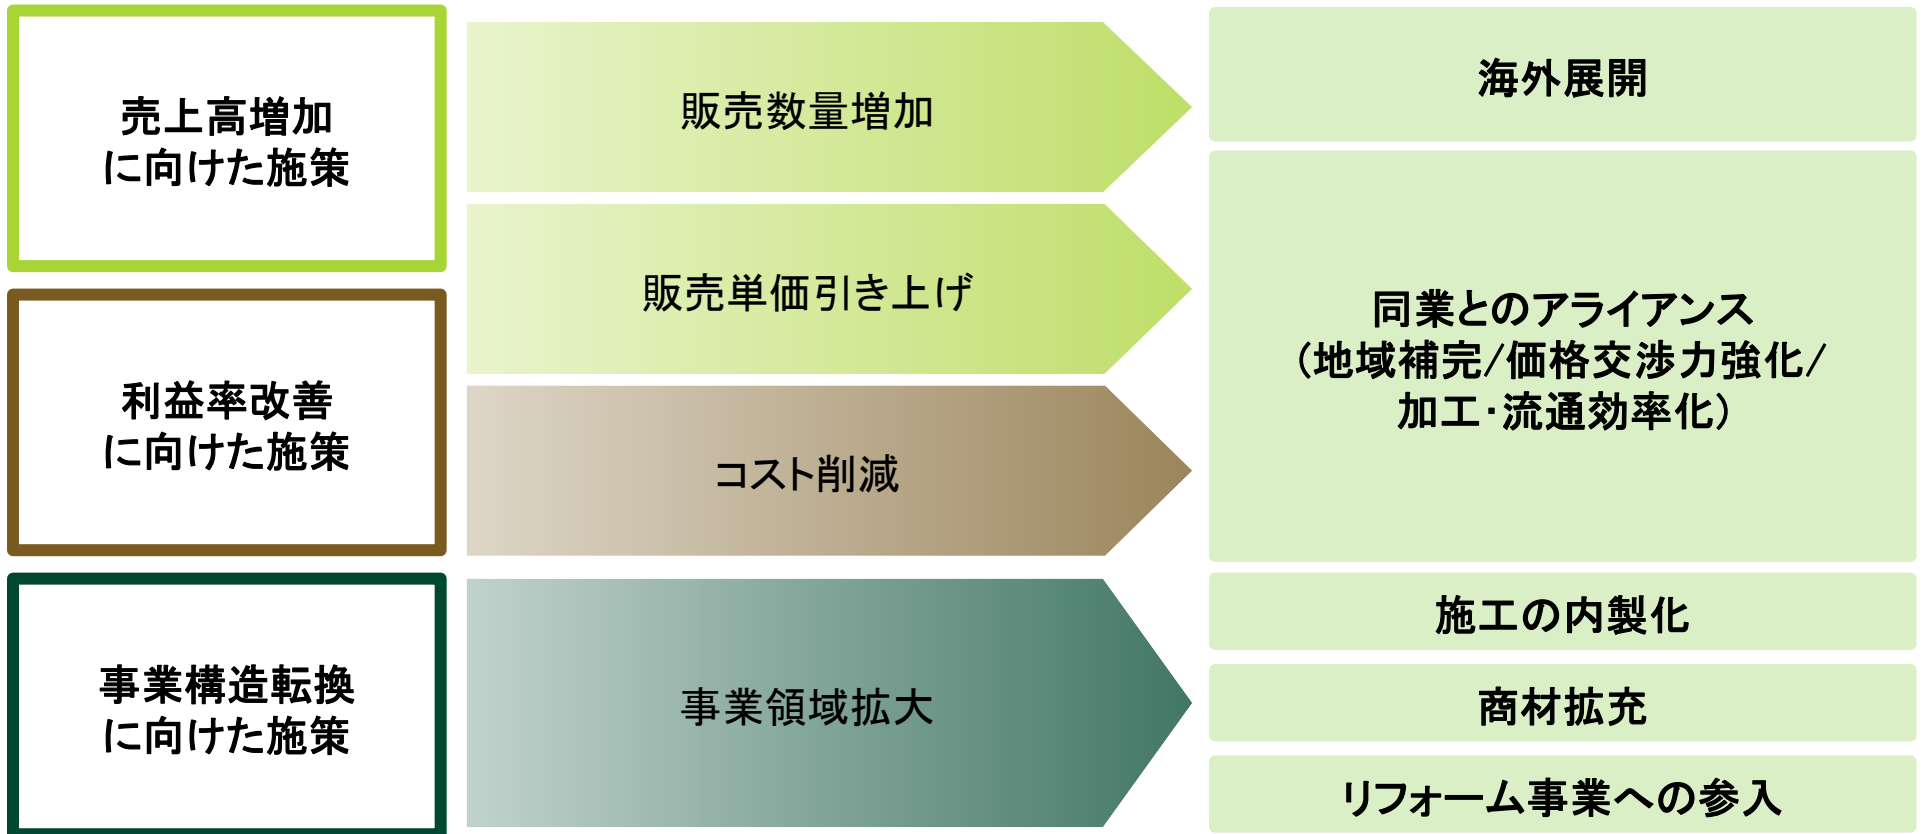 売上高増加
に向けた施策
販売数量増加
海外展開
販売単価引き上げ
同業とのアライアンス
（地域補完/価格交渉力強化/
加工・流通効率化）
利益率改善
に向けた施策
コスト削減
事業構造転換
に向けた施策
事業領域拡大
施工の内製化
商材拡充
リフォーム事業への参入